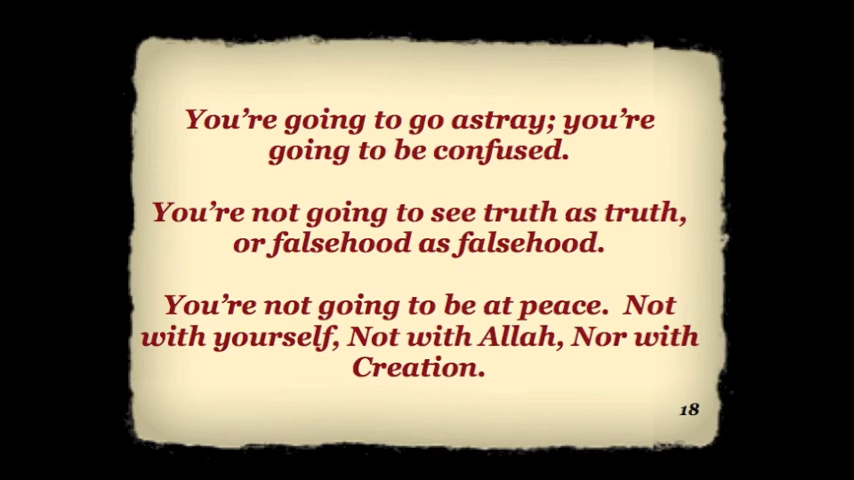 You’re going to go astray; you’re
going to be confused.
You’re not going to see truth as truth,
or falsehood as falsehood.
You’re not going to be at peace.  Not
with yourself, Not with Allah, Nor with
Creation.
18